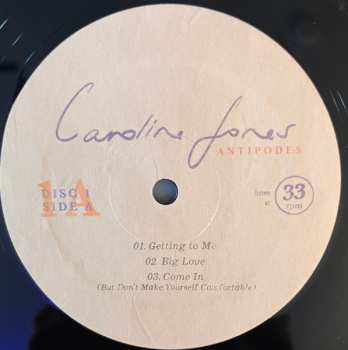 Caroline Jones
ANTIPODES
1A
DISC 1
SIDE A
33
rpm
01. Getting to Me
02. Big Love
03. Come In
(But Don't Make Yourself Comfortable)